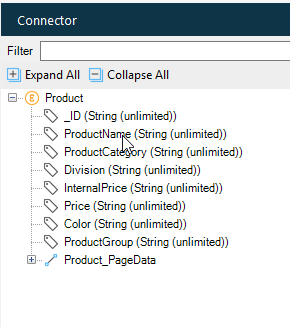 Connector
Filter
Expand All Collapse All
Product
_ID (String (unlimited))
ProductName (String (unlimited))
ProductCategory (String (unlimited))
Division (String (unlimited))
InternalPrice (String (unlimited))
Price (String (unlimited))
Color (String (unlimited))
ProductGroup (String (unlimited))
Product_PageData